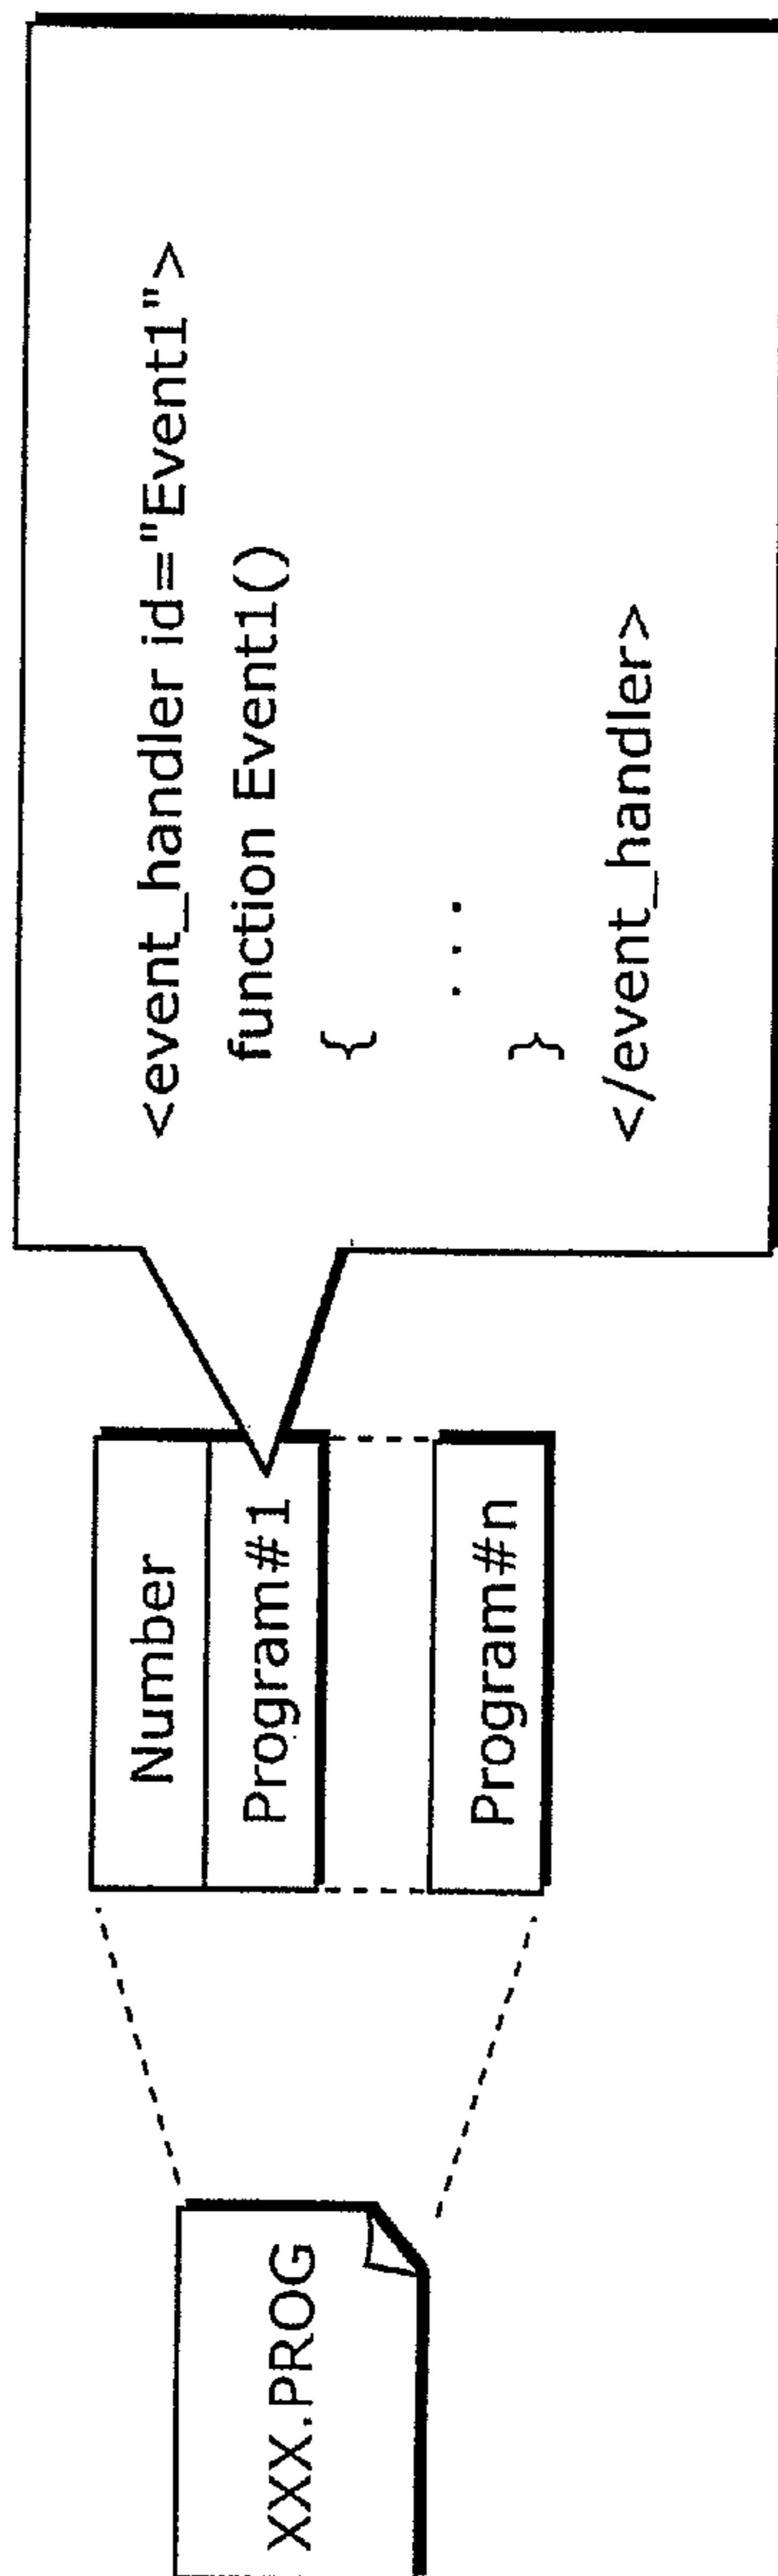 XXX.PROG
Number
Program#1
Program#n
<event_handler id="Event1">
function Event1()
{
. . .
}
</event_handler>